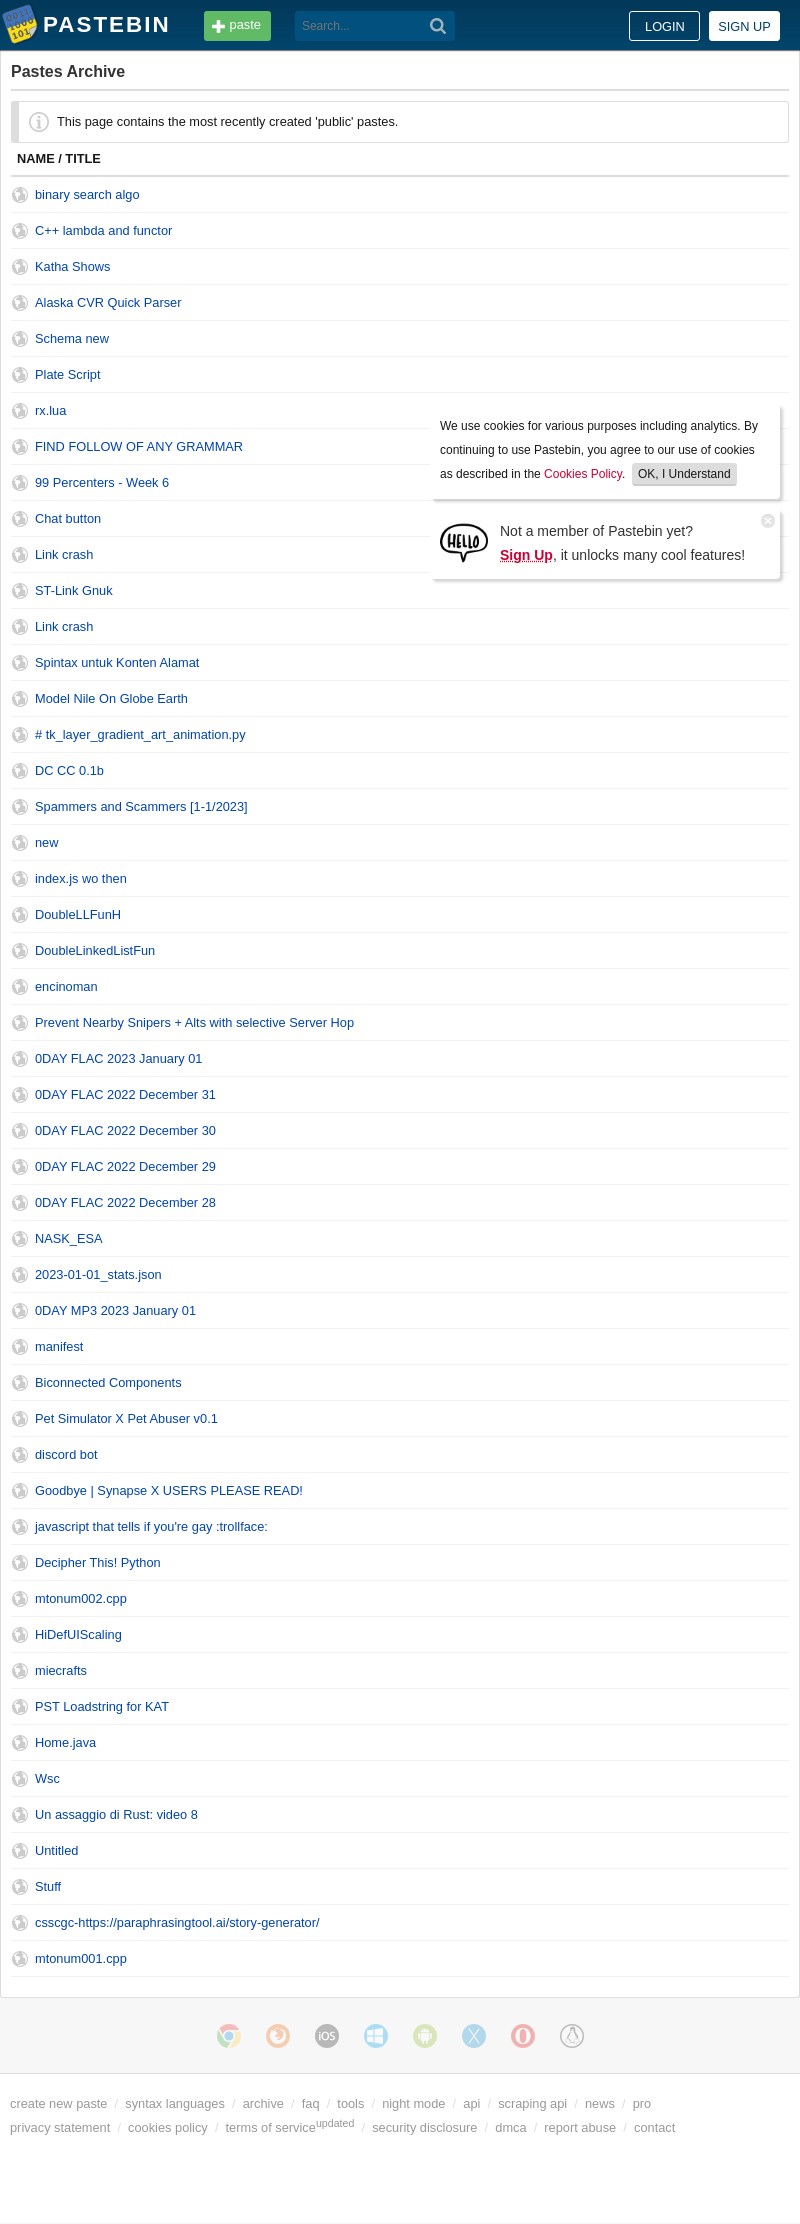 PASTEBIN paste Search... LOGIN SIGN UP
Pastes Archive
This page contains the most recently created 'public' pastes.
NAME / TITLE
binary search algo
C++ lambda and functor
Katha Shows
Alaska CVR Quick Parser
Schema new
Plate Script
rx.lua
We use cookies for various purposes including analytics. By
continuing to use Pastebin, you agree to our use of cookies
as described in the Cookies Policy. OK, I Understand
FIND FOLLOW OF ANY GRAMMAR
99 Percenters - Week 6
Chat button
HELLO
Not a member of Pastebin yet?
Sign Up, it unlocks many cool features!
Link crash
ST-Link Gnuk
Link crash
Spintax untuk Konten Alamat
Model Nile On Globe Earth
# tk_layer_gradient_art_animation.py
DC CC 0.1b
Spammers and Scammers [1-1/2023]
new
index.js wo then
DoubleLLFunH
DoubleLinkedListFun
encinoman
Prevent Nearby Snipers + Alts with selective Server Hop
0DAY FLAC 2023 January 01
0DAY FLAC 2022 December 31
0DAY FLAC 2022 December 30
0DAY FLAC 2022 December 29
0DAY FLAC 2022 December 28
NASK_ESA
2023-01-01_stats.json
0DAY MP3 2023 January 01
manifest
Biconnected Components
Pet Simulator X Pet Abuser v0.1
discord bot
Goodbye | Synapse X USERS PLEASE READ!
javascript that tells if you're gay :trollface:
Decipher This! Python
mtonum002.cpp
HiDefUIScaling
miecrafts
PST Loadstring for KAT
Home.java
Wsc
Un assaggio di Rust: video 8
Untitled
Stuff
csscgc-https://paraphrasingtool.ai/story-generator/
mtonum001.cpp
iOS
create new paste / syntax languages / archive / faq / tools / night mode / api / scraping api / news / pro
privacy statement / cookies policy / terms of service updated / security disclosure / dmca / report abuse / contact